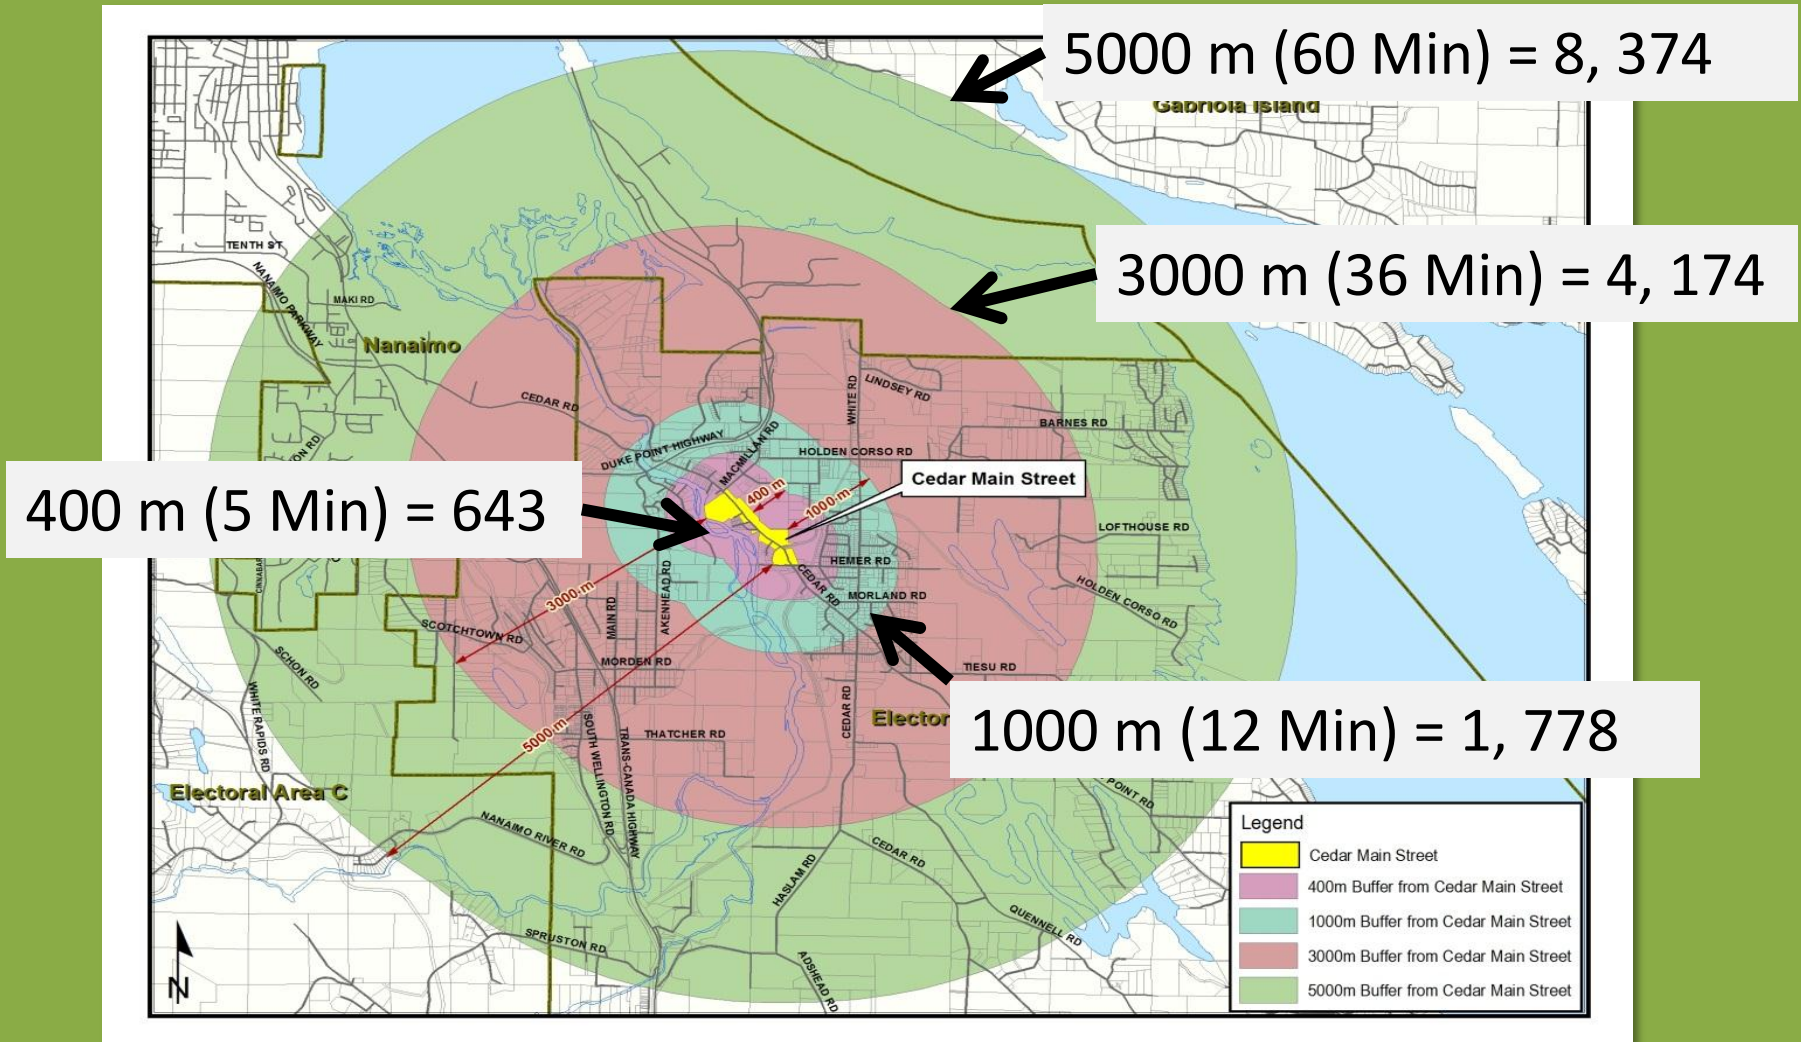 5000 m (60 Min) = 8, 374
Gabriola Island
3000 m (36 Min) = 4, 174
TENTH ST
NANAIMO PARKWAY
MAKI RD
Nanaimo
CEDAR RD
WHITE RD
LINDSEY RD
BARNES RD
DUKE POINT HIGHWAY
MACMILLAN RD
HOLDEN CORSO RD
ON RD
Cedar Main Street
400 m
1000 m
400 m (5 Min) = 643
LOFTHOUSE RD
HEMER RD
CEDAR RD
MORLAND RD
HOLDEN CORSO RD
CINNABAR
3000 m
AKENHEAD RD
MAIN RD
SCOTCHTOWN RD
MORDEN RD
TIESU RD
SCHON RD
WHITE RAPIDS RD
5000 m
SOUTH WELLINGTON RD
TRANS-CANADA HIGHWAY
THATCHER RD
CEDAR RD
Elector
1000 m (12 Min) = 1, 778
POINT RD
Electoral Area C
NANAIMO RIVER RD
CEDAR RD
HASLAM RD
QUENNELL RD
SPRUSTON RD
ADSHEAD RD
N
Legend
Cedar Main Street
400m Buffer from Cedar Main Street
1000m Buffer from Cedar Main Street
3000m Buffer from Cedar Main Street
5000m Buffer from Cedar Main Street